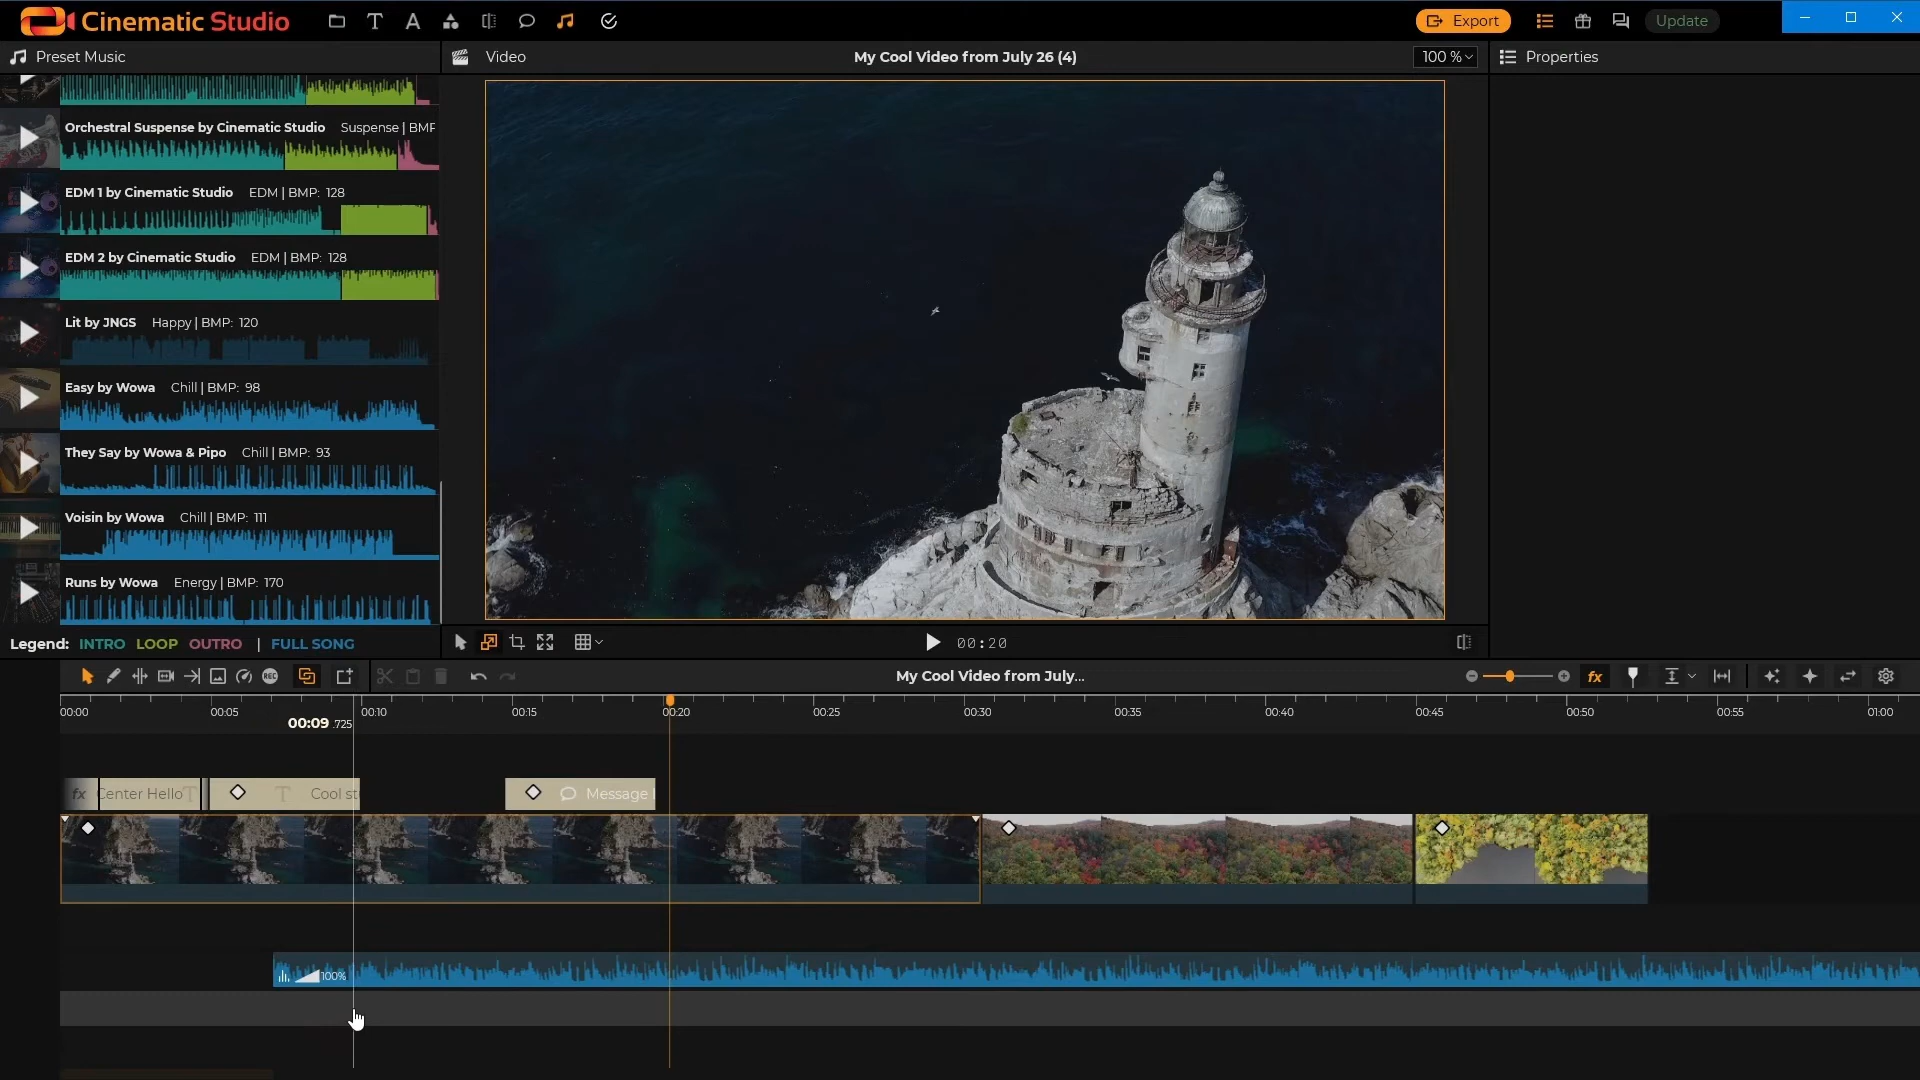 Cinematic Studio
Export
Update
Preset Music
Video
My Cool Video from July 26 (4)
100 %
Properties
Orchestral Suspense by Cinematic Studio Suspense | BMP
EDM 1 by Cinematic Studio EDM | BMP: 128
EDM 2 by Cinematic Studio EDM | BMP: 128
Lit by JNGS Happy | BMP: 120
Easy by Wowa Chill | BMP: 98
They Say by Wowa & Pipo Chill | BMP: 93
Voisin by Wowa Chill | BMP: 111
Runs by Wowa Energy | BMP: 170
Legend: INTRO LOOP OUTRO | FULL SONG
00:20
REC
My Cool Video from July...
fx
00:00 00:05 00:10 00:15 00:20 00:25 00:30 00:35 00:40 00:45 00:50 00:55 01:00
00:09 .725
fx Center Hello
Cool st
Message
100%